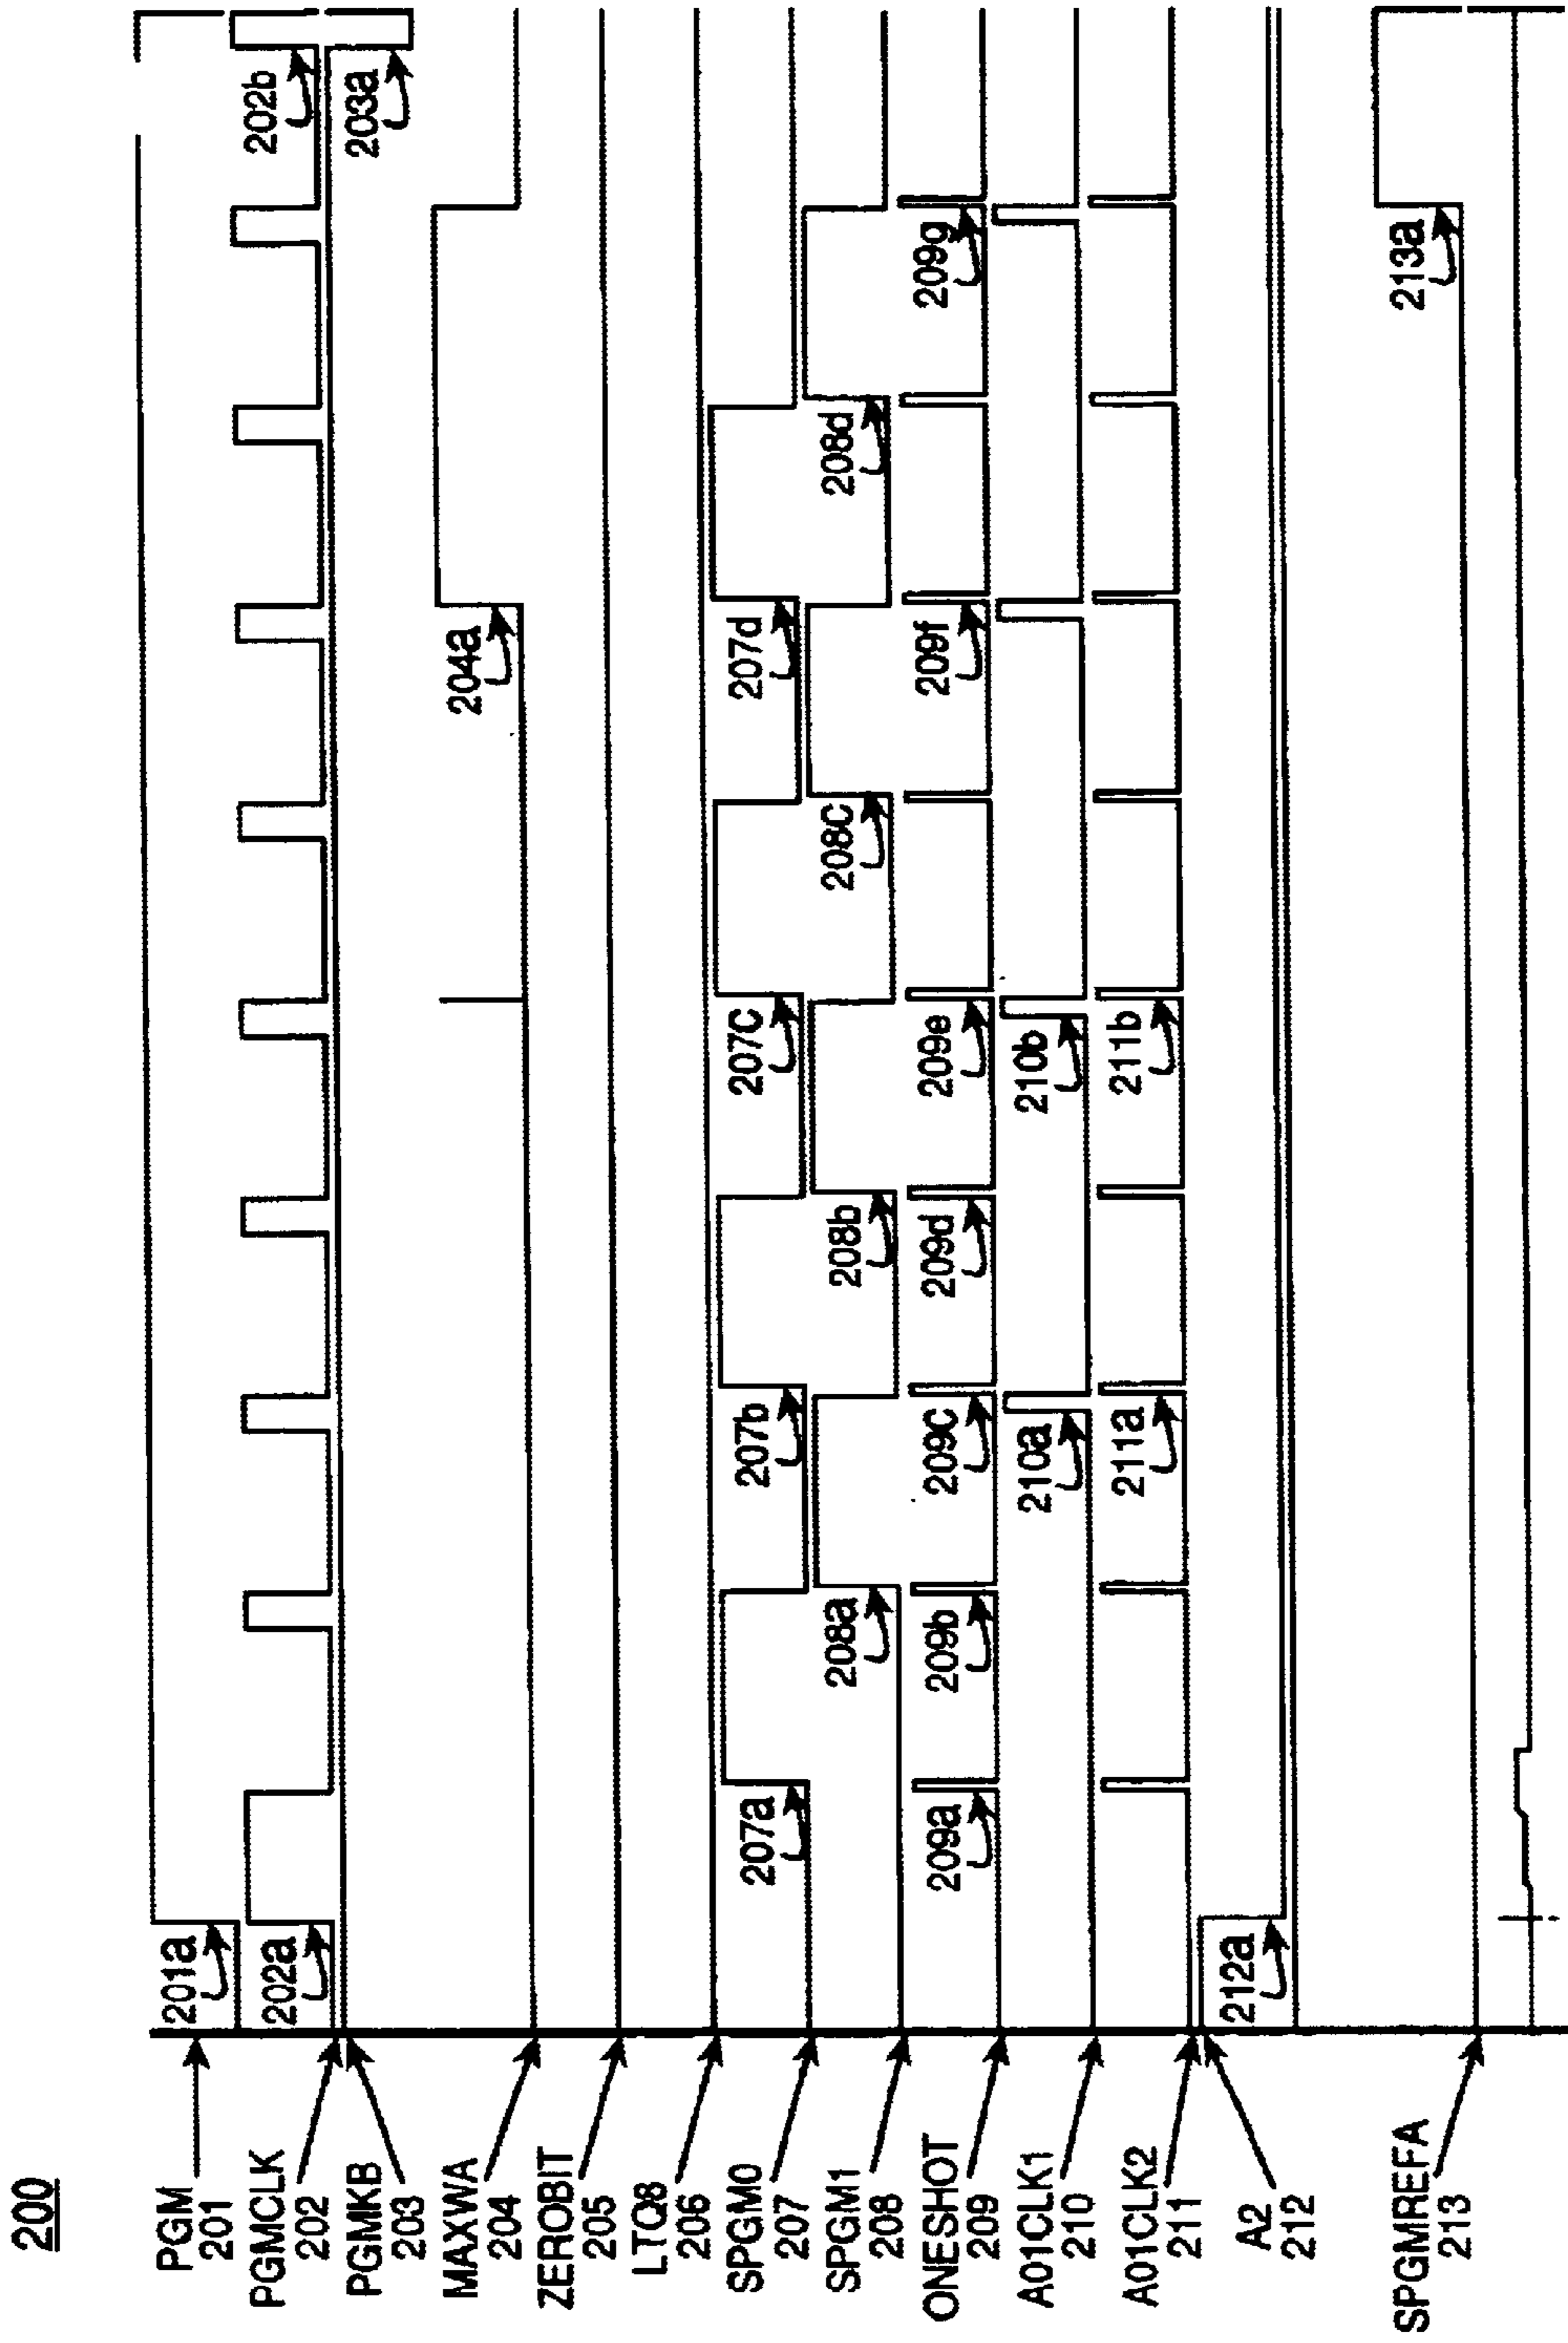 200
PGM
201
PGMCLK
202
PGMKB
203
MAXWA
204
ZEROBIT
205
LTQ8
206
SPGM0
207
SPGM1
208
ONESHOT
209
A01CLK1
210
A01CLK2
211
A2
212
SPGMREFA
213
201a
202a
202b
203a
204a
207a
207b
207C
207d
208a
208b
208C
208d
209a
209b
209C
209d
209e
209f
209g
210a
210b
211a
211b
212a
213a